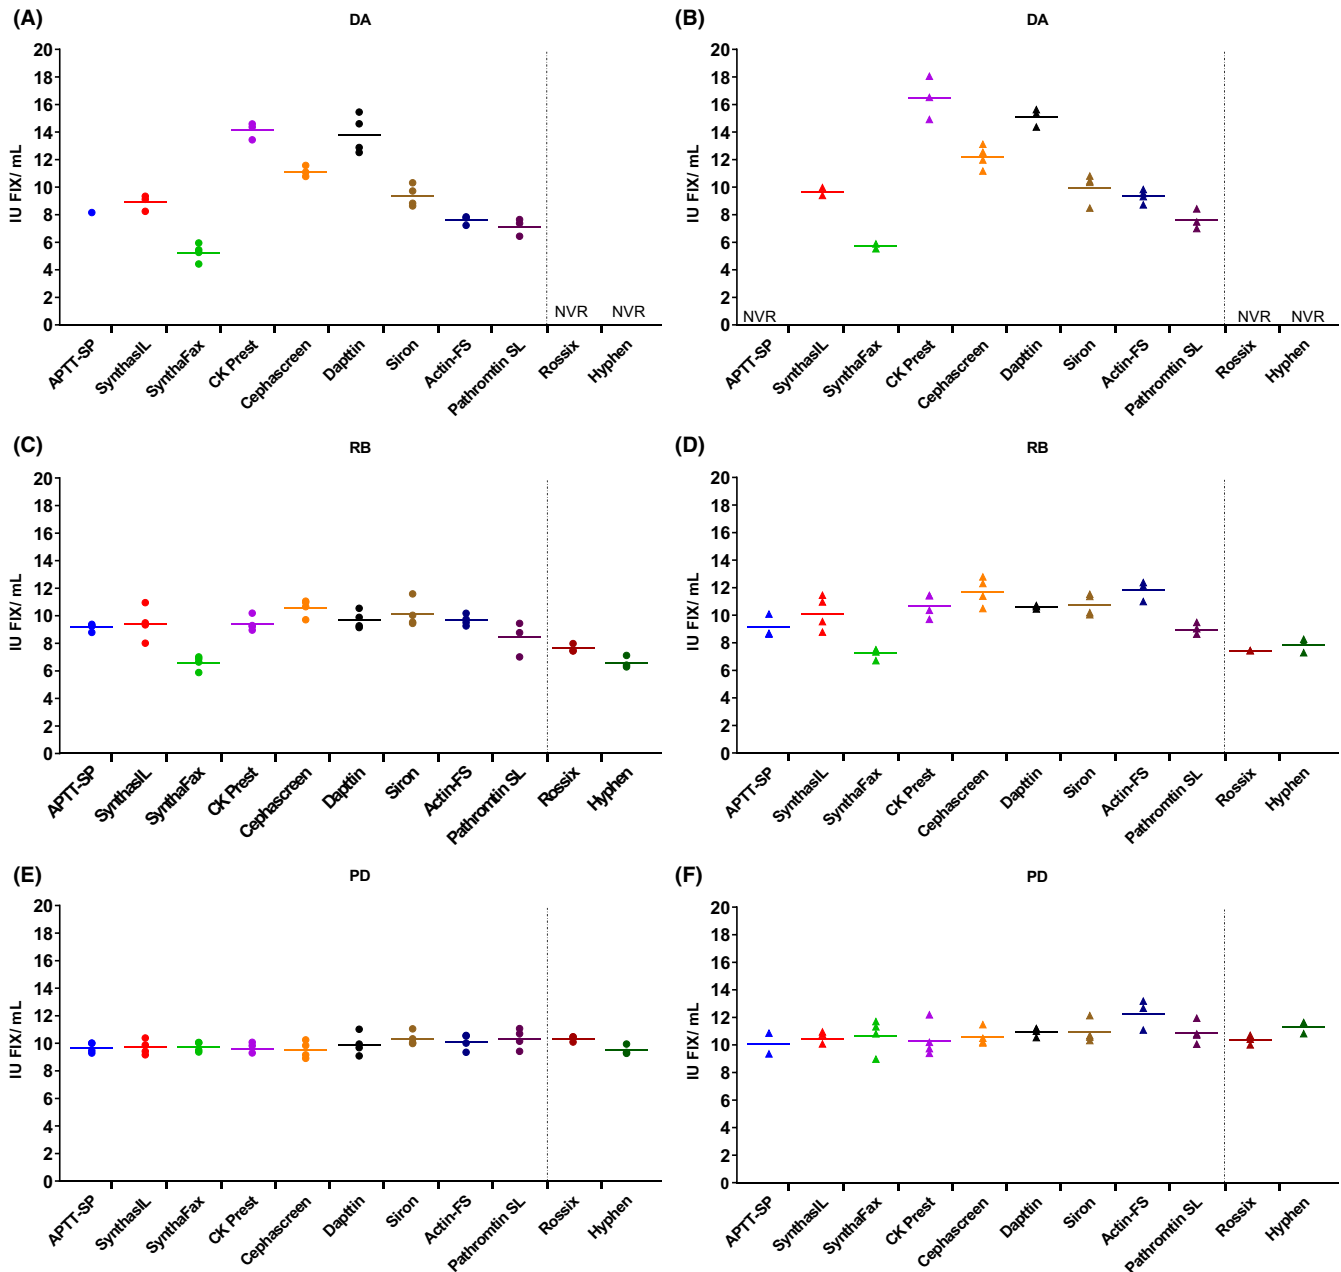 (A)
DA
IU FIX/ mL
20
18
16
14
12
10
8
6
4
2
0
NVR
NVR
APTT-SP
SynthasIL
SynthaFax
CK Prest
Cephascreen
Dapttin
Siron
Actin-FS
Pathromtin SL
Rossix
Hyphen
(B)
DA
IU FIX/ mL
20
18
16
14
12
10
8
6
4
2
0
NVR
NVR
NVR
APTT-SP
SynthasIL
SynthaFax
CK Prest
Cephascreen
Dapttin
Siron
Actin-FS
Pathromtin SL
Rossix
Hyphen
(C)
RB
IU FIX/ mL
20
18
16
14
12
10
8
6
4
2
0
APTT-SP
SynthasIL
SynthaFax
CK Prest
Cephascreen
Dapttin
Siron
Actin-FS
Pathromtin SL
Rossix
Hyphen
(D)
RB
IU FIX/ mL
20
18
16
14
12
10
8
6
4
2
0
APTT-SP
SynthasIL
SynthaFax
CK Prest
Cephascreen
Dapttin
Siron
Actin-FS
Pathromtin SL
Rossix
Hyphen
(E)
PD
IU FIX/ mL
20
18
16
14
12
10
8
6
4
2
0
APTT-SP
SynthasIL
SynthaFax
CK Prest
Cephascreen
Dapttin
Siron
Actin-FS
Pathromtin SL
Rossix
Hyphen
(F)
PD
IU FIX/ mL
20
18
16
14
12
10
8
6
4
2
0
APTT-SP
SynthasIL
SynthaFax
CK Prest
Cephascreen
Dapttin
Siron
Actin-FS
Pathromtin SL
Rossix
Hyphen